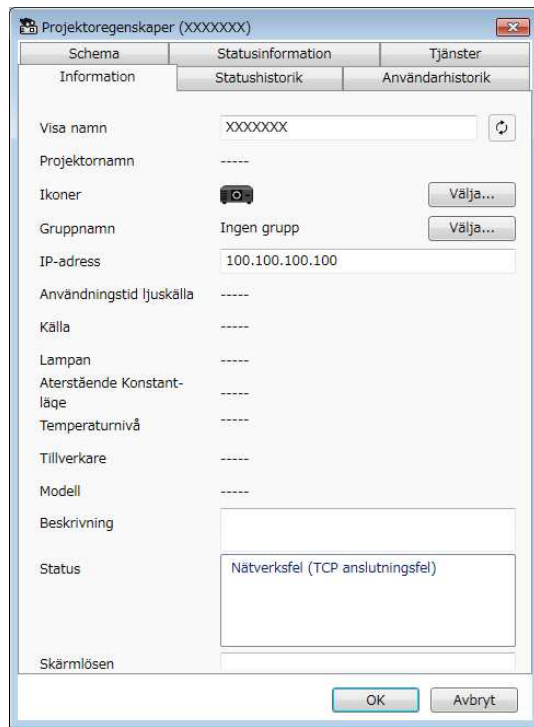 Projektoregenskaper (XXXXXXX)
Schema Statusinformation Tjänster
Information Statushistorik Användarhistorik
Visa namn XXXXXXX
Projektornamn -----
Ikoner Välja...
Gruppnamn Ingen grupp Välja...
IP-adress 100.100.100.100
Användningstid ljuskälla -----
Källa -----
Lampan -----
Aterstående Konstant-
läge -----
Temperaturnivå -----
Tillverkare -----
Modell -----
Beskrivning
Status Nätverksfel (TCP anslutningsfel)
Skärmlösen
OK Avbryt